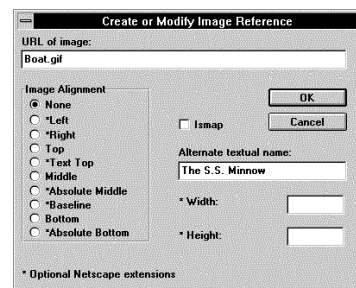 Create or Modify Image Reference
URL of image:
Boat.gif
Image Alignment
None
*Left
*Right
Top
*Text Top
Middle
*Absolute Middle
*Baseline
Bottom
*Absolute Bottom
OK
Cancel
Ismap
Alternate textual name:
The S.S. Minnow
* Width:
* Height:
* Optional Netscape extensions